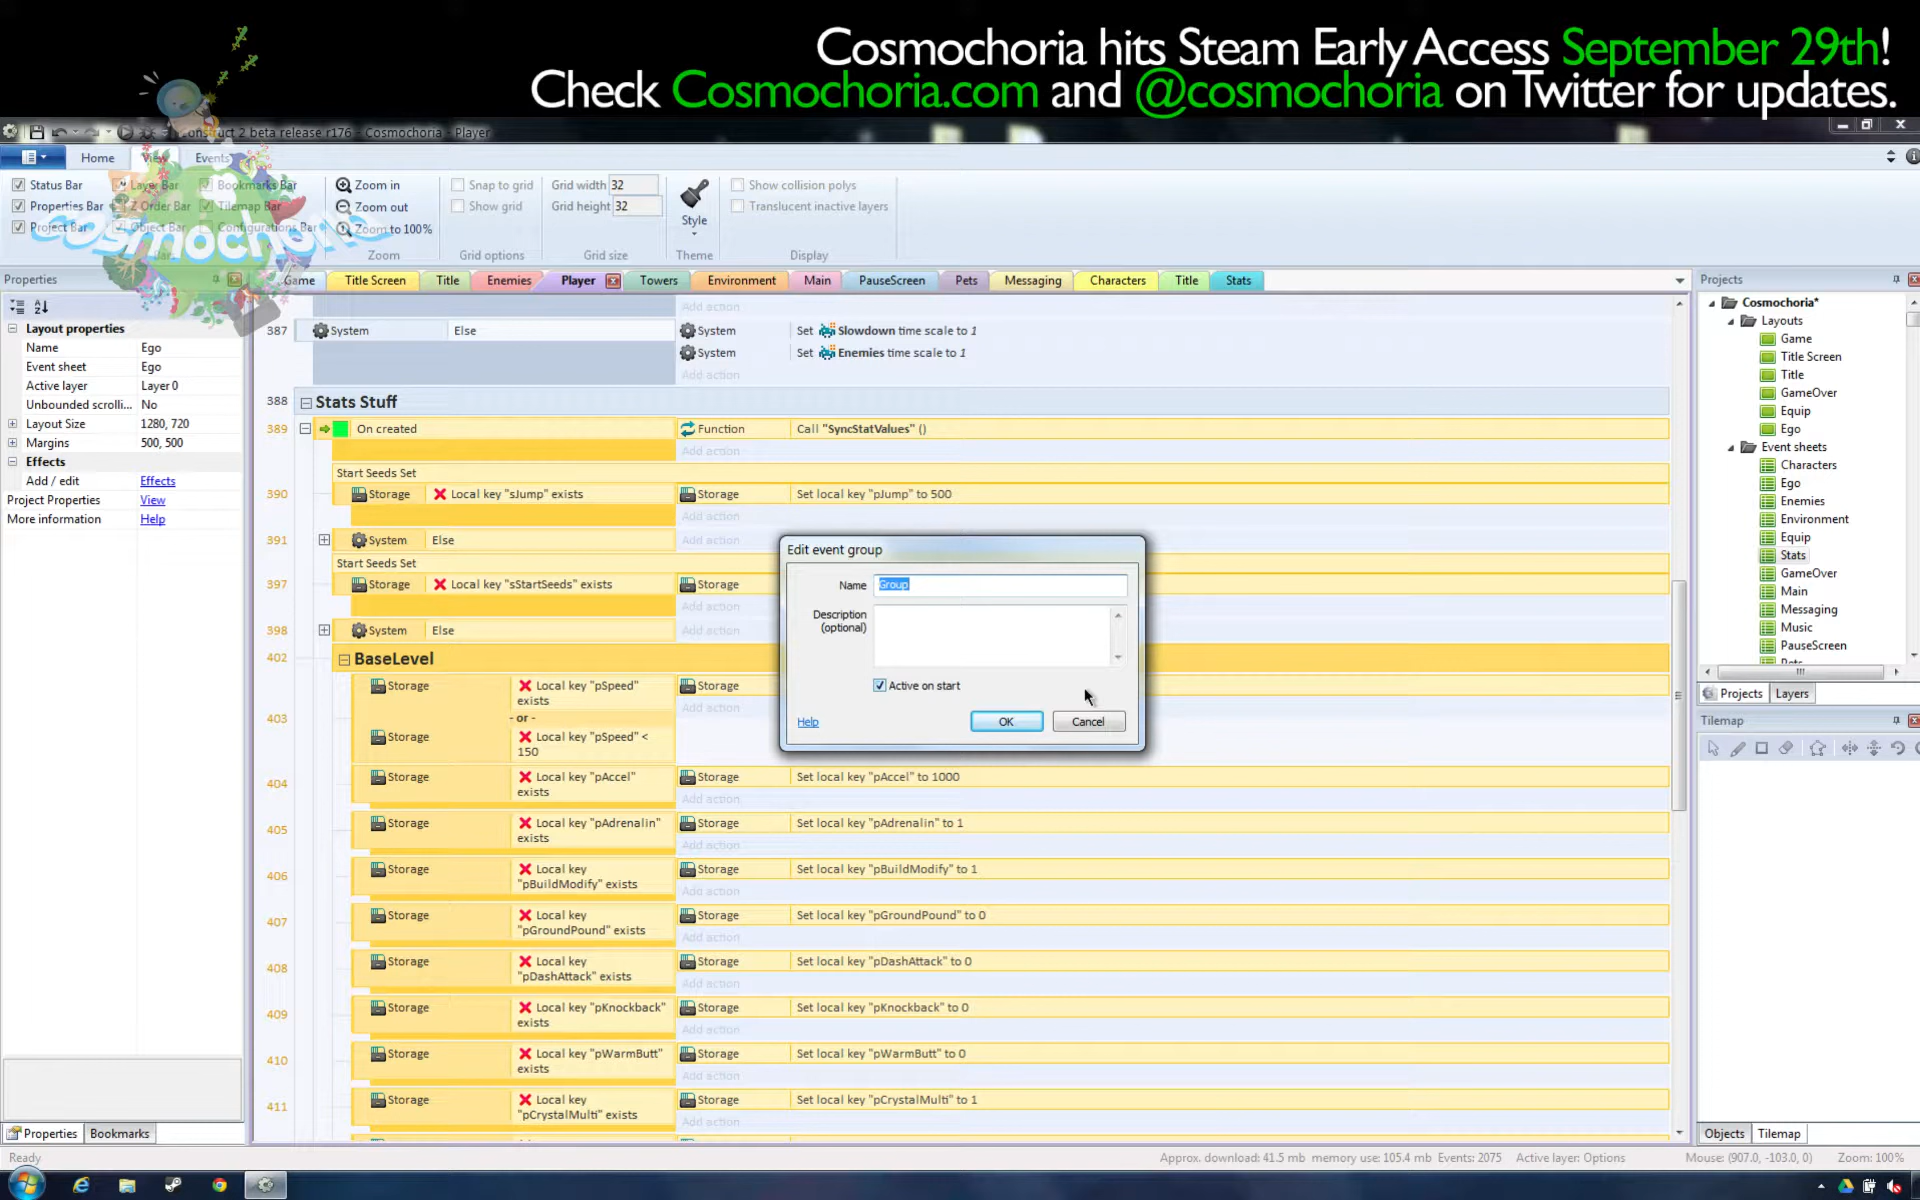 Cosmochoria hits Steam Early Access September 29th!
Check Cosmochoria.com and @cosmochoria on Twitter for updates.
Construct 2 beta release r176 - Cosmochoria - Player
Home View Events
Status Bar Layer Bar Bookmarks Bar Zoom in Snap to grid Grid width 32 Show collision polys
Properties Bar Z Order Bar Tilemap Bar Zoom out Show grid Grid height 32 Style Translucent inactive layers
Project Bar Object Bar Configurations Bar Zoom to 100%
Zoom Grid options Grid size Theme Display
cosmochoria
Properties Game Title Screen Title Enemies Player Towers Environment Main PauseScreen Pets Messaging Characters Title Stats Projects
Layout properties
Name Ego
Event sheet Ego
Active layer Layer 0
Unbounded scrolli... No
Layout Size 1280, 720
Margins 500, 500
Effects
Add / edit Effects
Project Properties View
More information Help
Add action
387 System Else System Set Slowdown time scale to 1
System Set Enemies time scale to 1
Add action
388 Stats Stuff
389 On created Function Call "SyncStatValues" ()
Add action
Start Seeds Set
390 Storage Local key "sJump" exists Storage Set local key "pJump" to 500
Add action
391 System Else Add action
Start Seeds Set
397 Storage Local key "sStartSeeds" exists Storage
Add action
398 System Else Add action
402 BaseLevel
403 Storage Local key "pSpeed" exists Storage
Add action
- or -
Storage Local key "pSpeed" < 150
404 Storage Local key "pAccel" exists Storage Set local key "pAccel" to 1000
Add action
405 Storage Local key "pAdrenalin" exists Storage Set local key "pAdrenalin" to 1
Add action
406 Storage Local key "pBuildModify" exists Storage Set local key "pBuildModify" to 1
Add action
407 Storage Local key "pGroundPound" exists Storage Set local key "pGroundPound" to 0
Add action
408 Storage Local key "pDashAttack" exists Storage Set local key "pDashAttack" to 0
Add action
409 Storage Local key "pKnockback" exists Storage Set local key "pKnockback" to 0
Add action
410 Storage Local key "pWarmButt" exists Storage Set local key "pWarmButt" to 0
Add action
411 Storage Local key "pCrystalMulti" exists Storage Set local key "pCrystalMulti" to 1
Add action
Edit event group
Name Group
Description (optional)
Active on start
Help OK Cancel
Cosmochoria*
Layouts
Game
Title Screen
Title
GameOver
Equip
Ego
Event sheets
Characters
Ego
Enemies
Environment
Equip
Stats
GameOver
Main
Messaging
Music
PauseScreen
Pets
Projects Layers
Tilemap
Properties Bookmarks Objects Tilemap
Ready Approx. download: 41.5 mb memory use: 105.4 mb Events: 2075 Active layer: Options Mouse: (907.0, -103.0, 0) Zoom: 100%